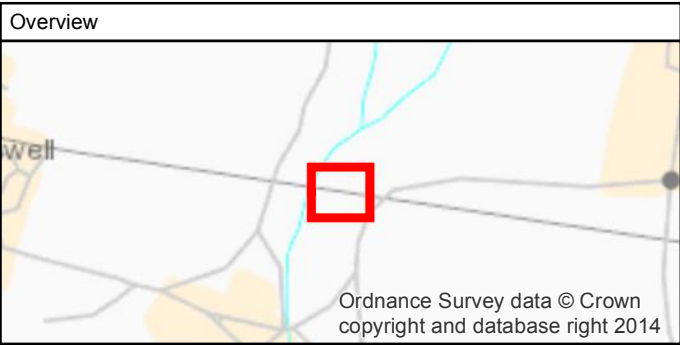 Overview
well
Ordnance Survey data © Crown
copyright and database right 2014